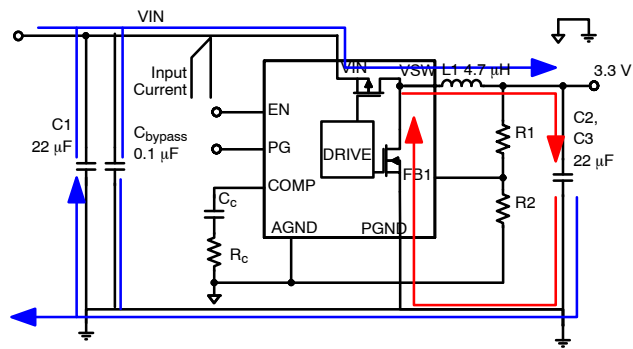 VIN
Input
Current
VIN
VSW
L1 4.7 μH
3.3 V
C1
22 μF
Cbypass
0.1 μF
EN
PG
COMP
DRIVE
FB1
R1
R2
C2,
C3
22 μF
Cc
Rc
AGND
PGND